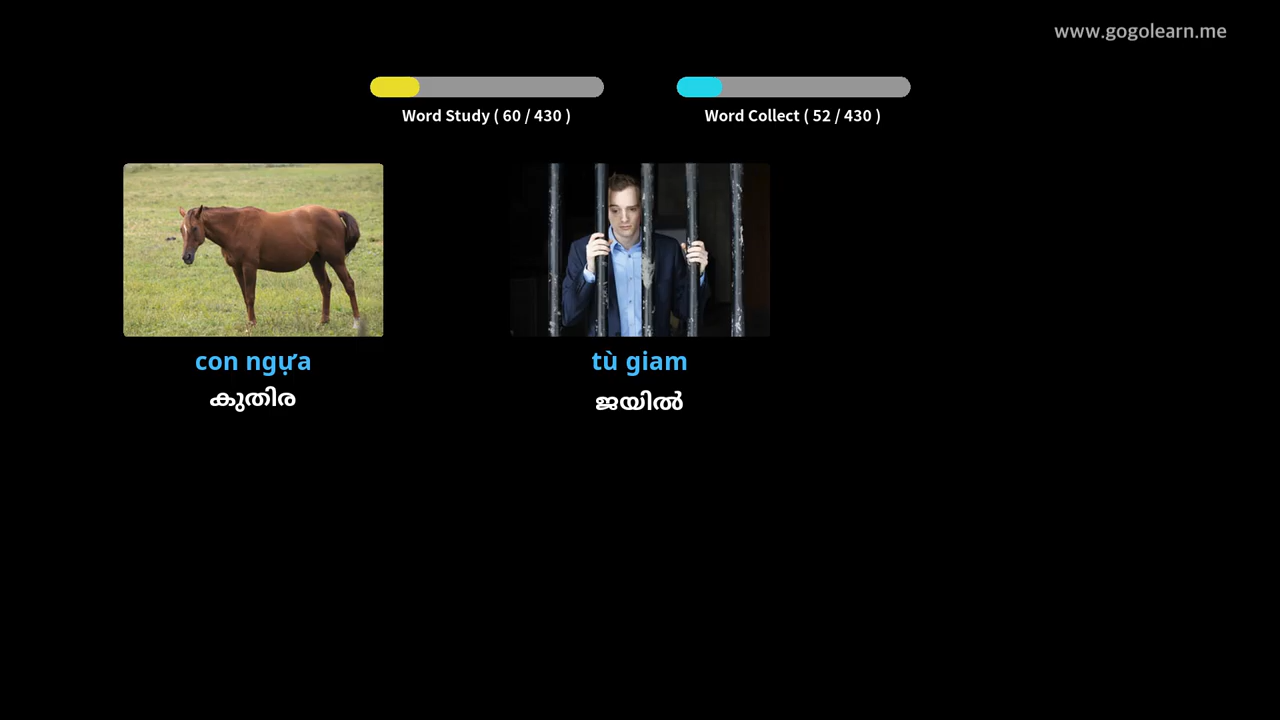 www.gogolearn.me
Word Study ( 60 / 430 )
Word Collect ( 52 / 430 )
con ngựa
കുതിര
tù giam
ജയിൽ